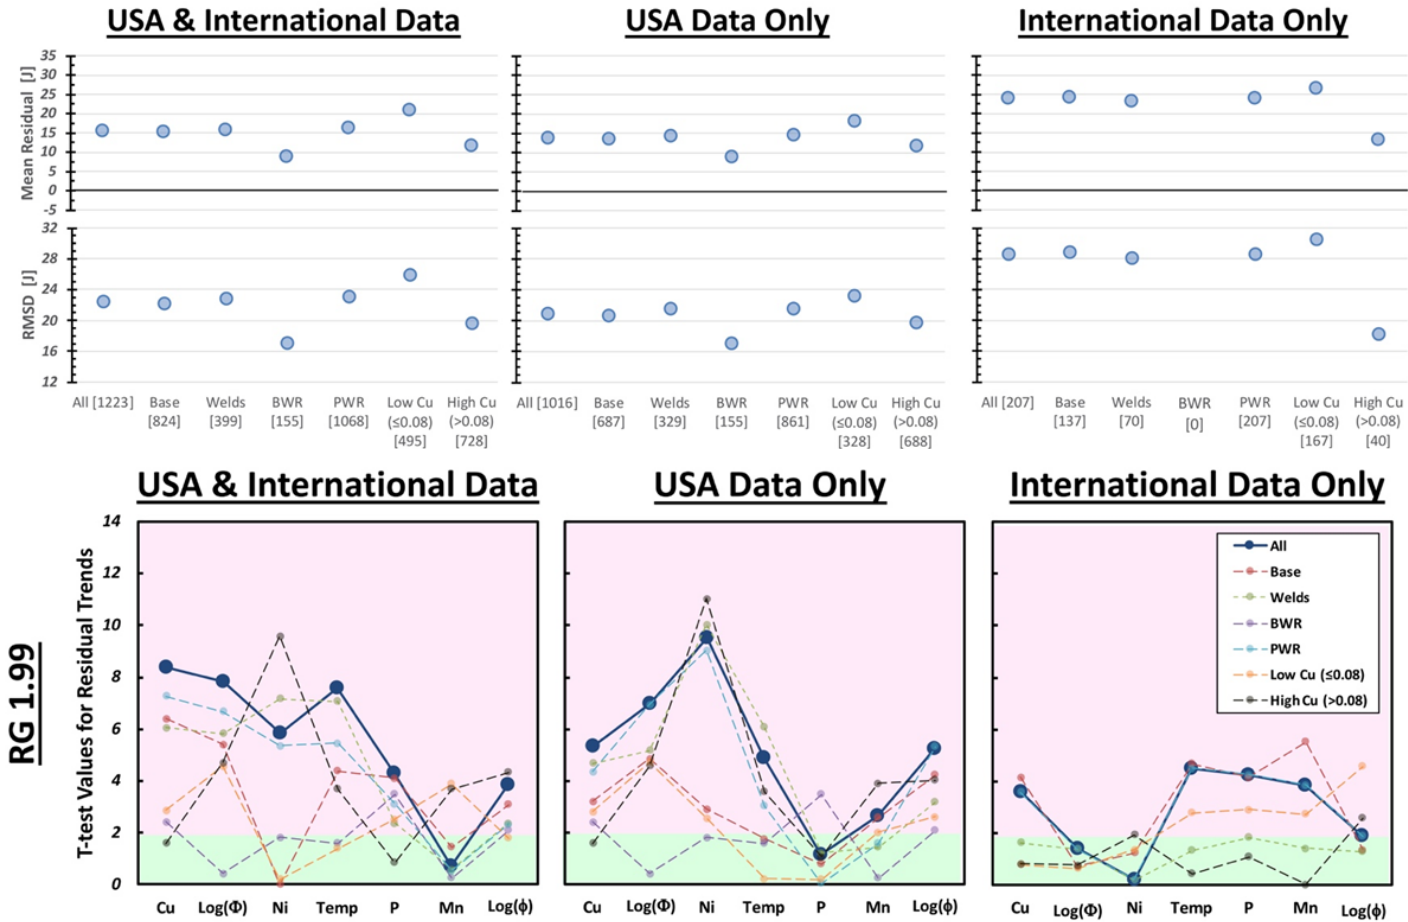 USA & International Data
USA Data Only
International Data Only
Mean Residual [J]
35
30
25
20
15
10
5
0
-5
RMSD [J]
32
28
24
20
16
12
All [1223]
Base
[824]
Welds
[399]
BWR
[155]
PWR
[1068]
Low Cu
(≤0.08)
[495]
High Cu
(>0.08)
[728]
All [1016]
Base
[687]
Welds
[329]
BWR
[155]
PWR
[861]
Low Cu
(≤0.08)
[328]
High Cu
(>0.08)
[688]
All [207]
Base
[137]
Welds
[70]
BWR
[0]
PWR
[207]
Low Cu
(≤0.08)
[167]
High Cu
(>0.08)
[40]
USA & International Data
USA Data Only
International Data Only
RG 1.99
T-test Values for Residual Trends
14
12
10
8
6
4
2
0
All
Base
Welds
BWR
PWR
Low Cu (≤0.08)
High Cu (>0.08)
Cu Log(Φ) Ni Temp P Mn Log(ϕ)
Cu Log(Φ) Ni Temp P Mn Log(ϕ)
Cu Log(Φ) Ni Temp P Mn Log(ϕ)